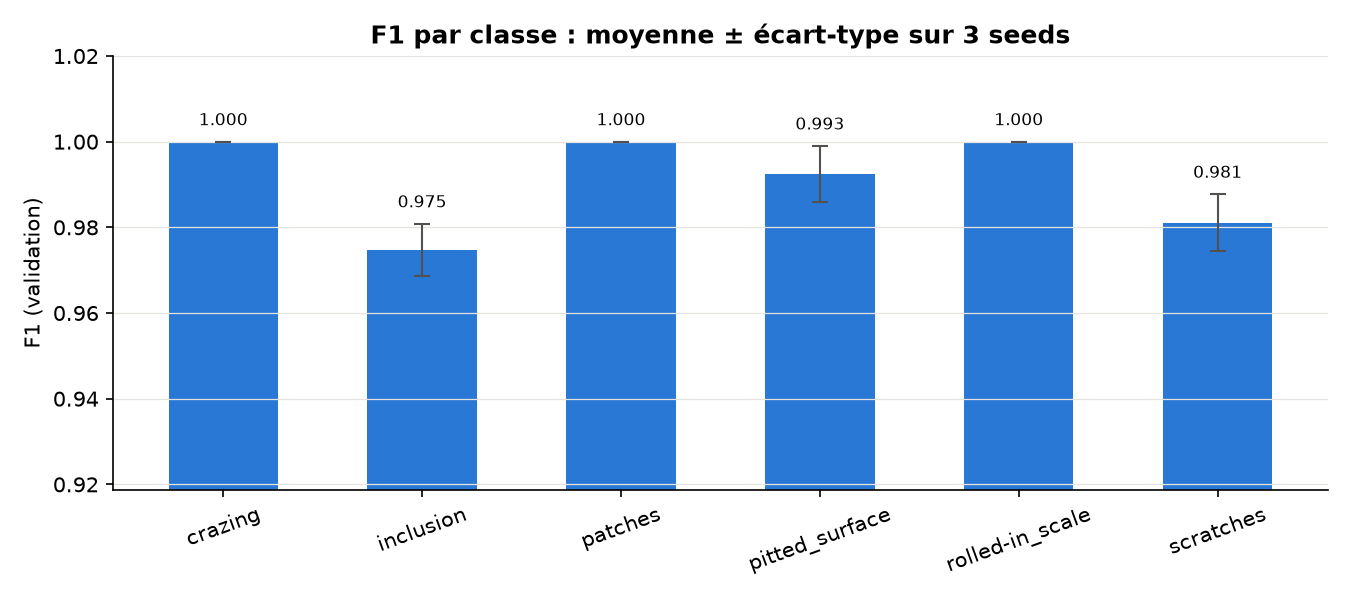 F1 par classe : moyenne ± écart-type sur 3 seeds
F1 (validation)
1.02
1.00
0.98
0.96
0.94
0.92
1.000
0.975
1.000
0.993
1.000
0.981
crazing
inclusion
patches
pitted_surface
rolled-in_scale
scratches